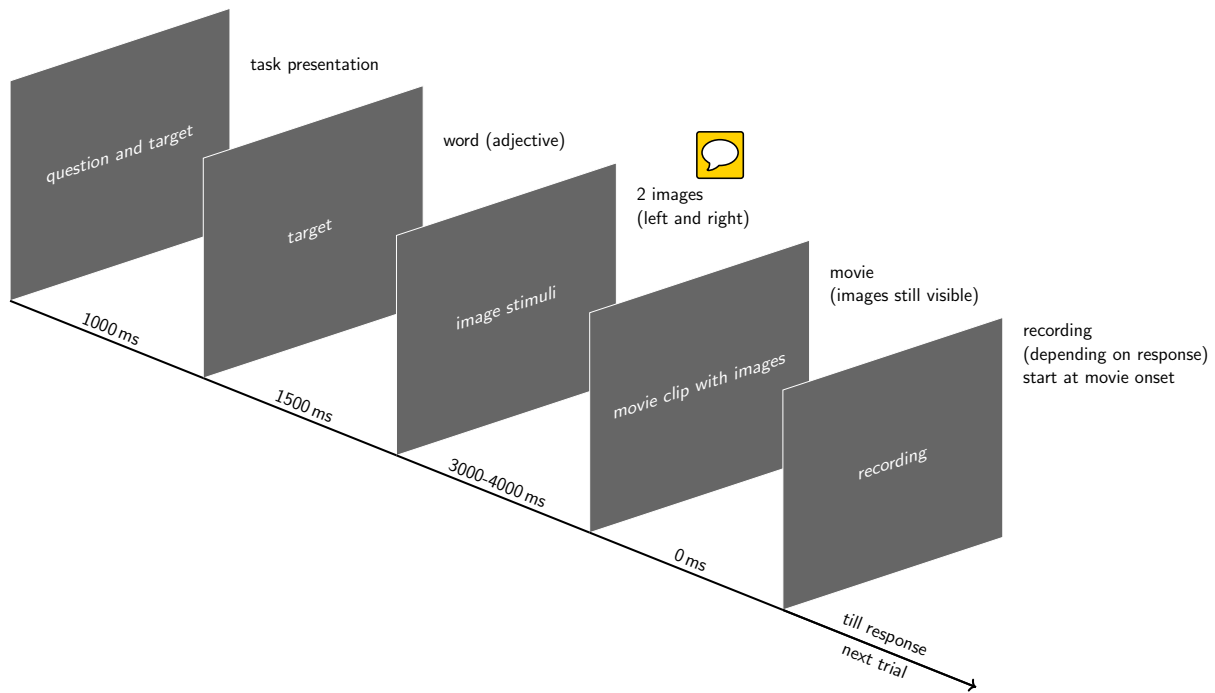 task presentation
question and target
word (adjective)
target
2 images
(left and right)
image stimuli
movie
(images still visible)
movie clip with images
recording
(depending on response)
start at movie onset
recording
1000 ms
1500 ms
3000-4000 ms
0 ms
till response
next trial